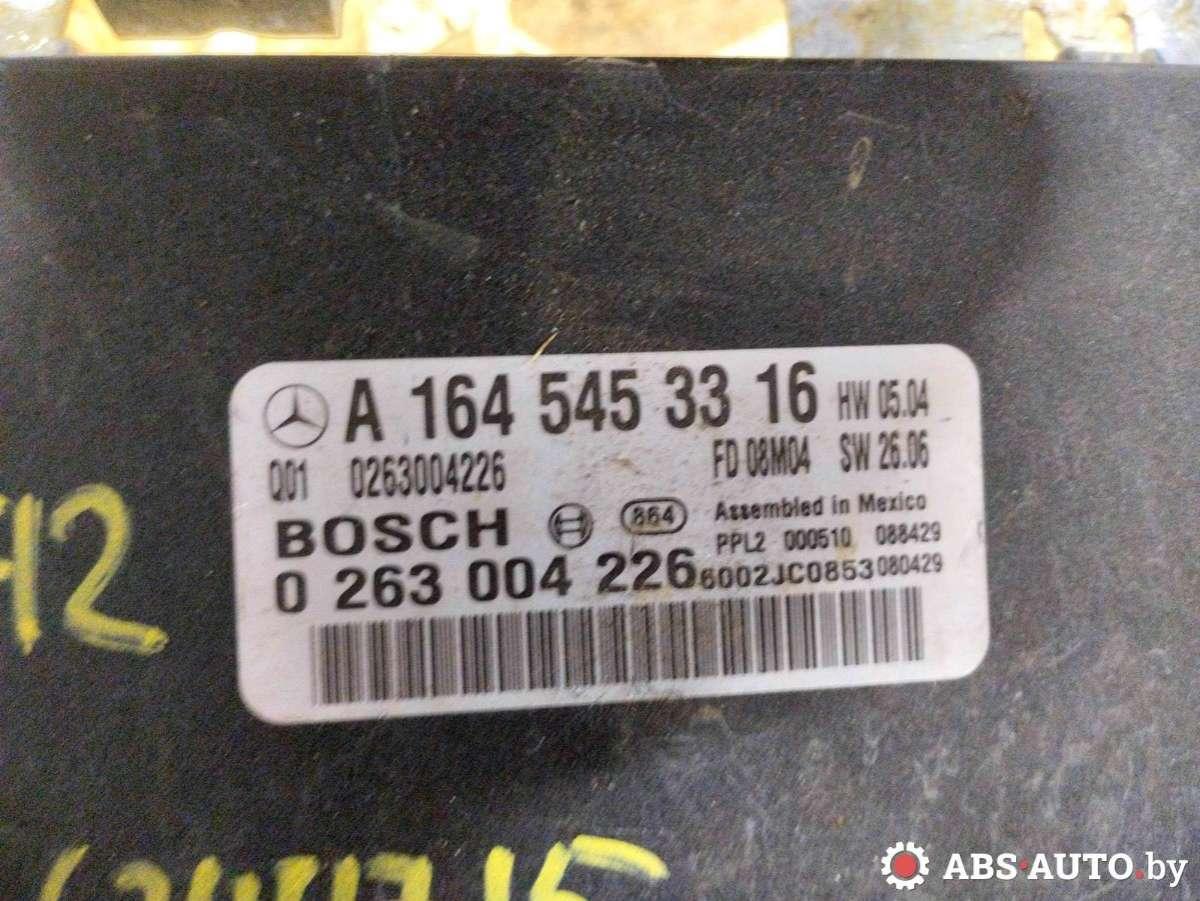 A 164 545 33 16 HW 05.04
Q01 0263004226 FD 08M04 SW 26.06
BOSCH 864 Assembled in Mexico
PPL2 000510 088429
0 263 004 226 6002JC0853 080429
ABS-AUTO.by